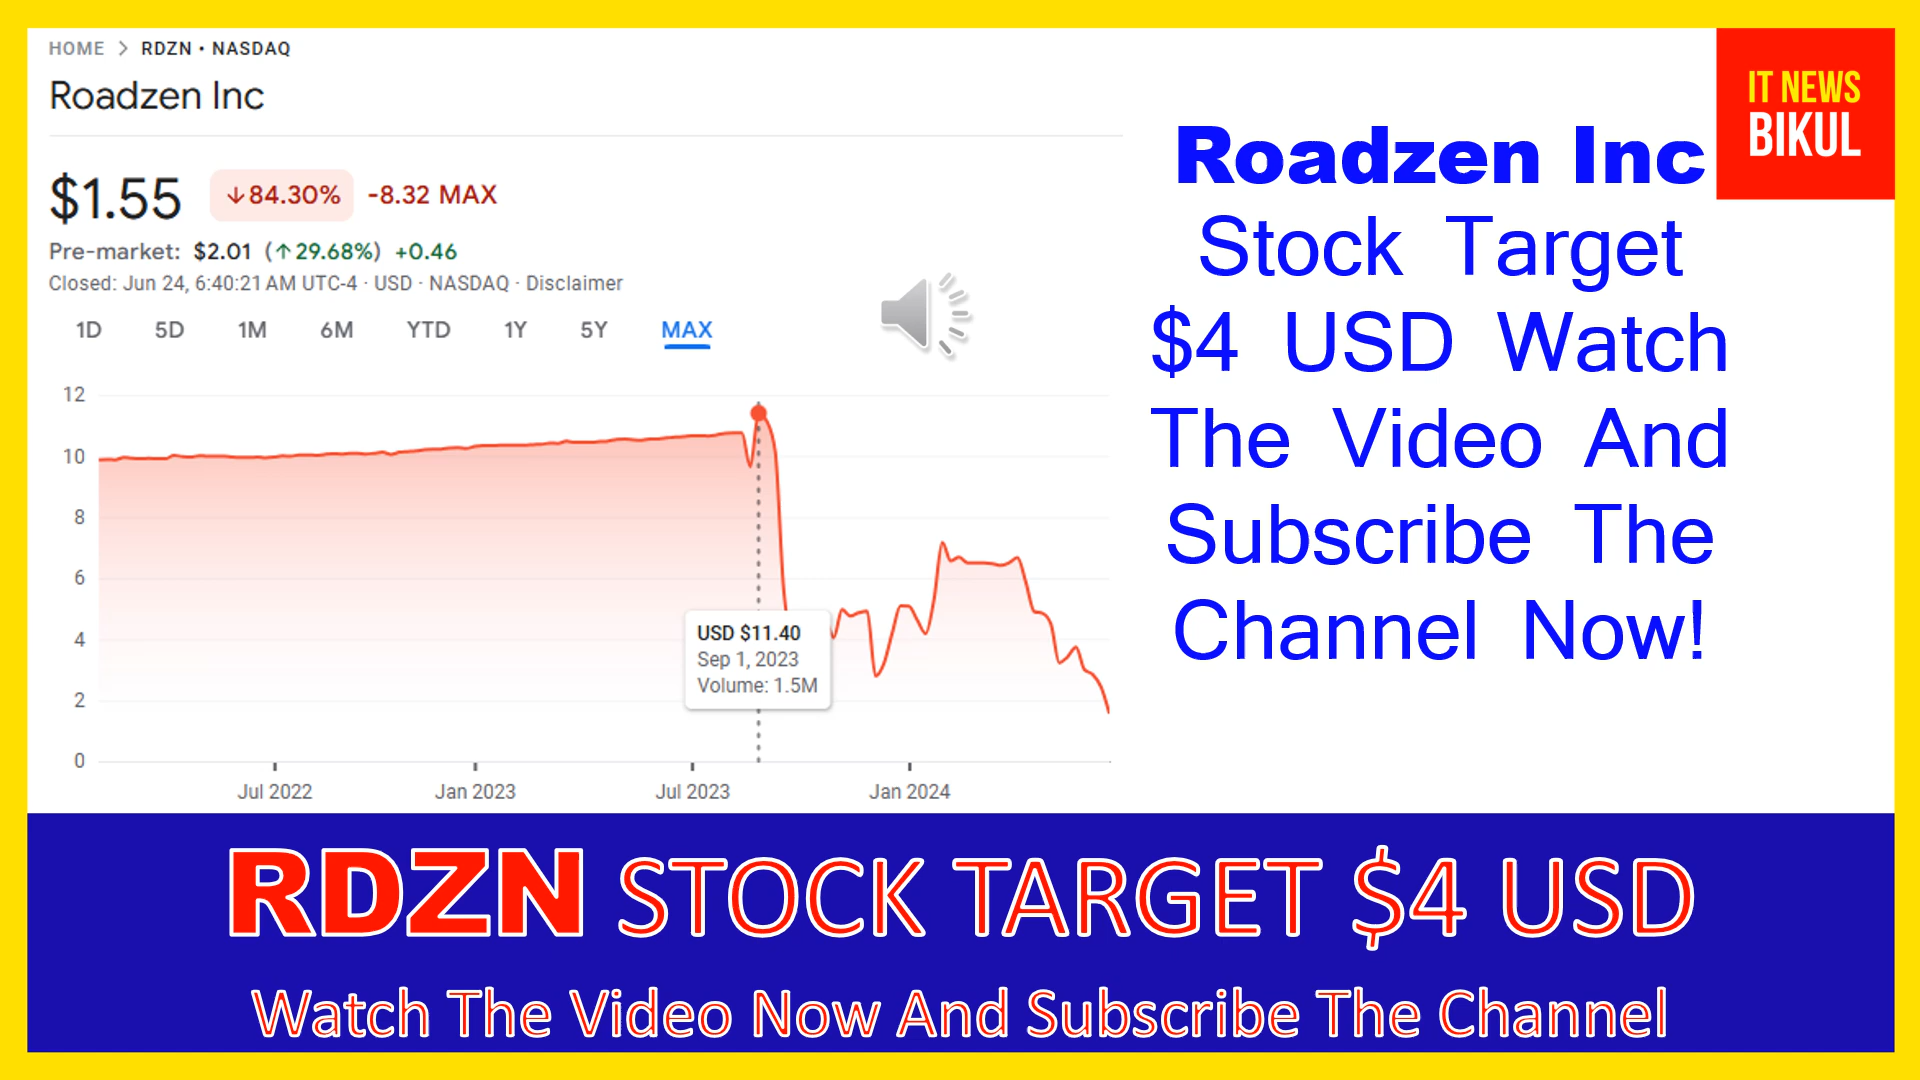 HOME > RDZN • NASDAQ
Roadzen Inc
$1.55 ↓84.30% -8.32 MAX
Pre-market: $2.01 (↑29.68%) +0.46
Closed: Jun 24, 6:40:21 AM UTC-4 · USD · NASDAQ · Disclaimer
1D 5D 1M 6M YTD 1Y 5Y MAX
12
10
8
6
4
2
0
USD $11.40
Sep 1, 2023
Volume: 1.5M
Jul 2022 Jan 2023 Jul 2023 Jan 2024
IT NEWS
BIKUL
Roadzen Inc
Stock Target
$4 USD Watch
The Video And
Subscribe The
Channel Now!
RDZN STOCK TARGET $4 USD
Watch The Video Now And Subscribe The Channel